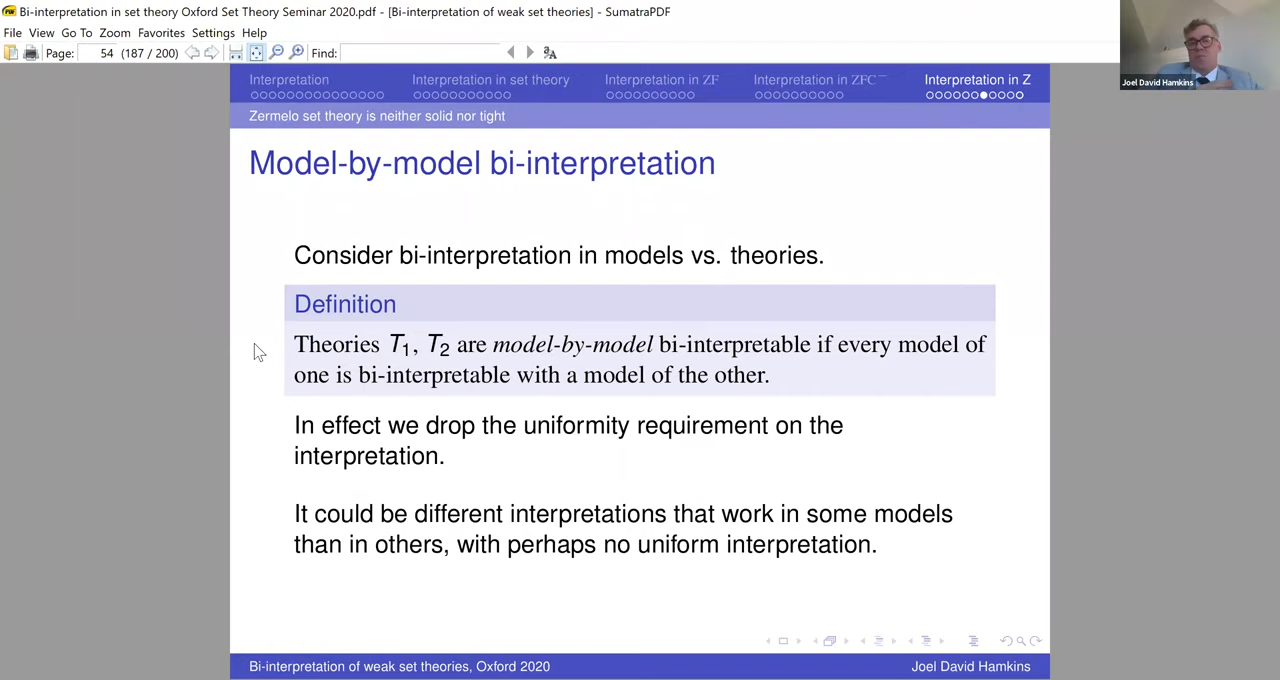 Bi-interpretation in set theory Oxford Set Theory Seminar 2020.pdf - [Bi-interpretation of weak set theories] - SumatraPDF
File View Go To Zoom Favorites Settings Help
Page: 54 (187 / 200) Find:
Joel David Hamkins
Interpretation Interpretation in set theory Interpretation in ZF Interpretation in ZFC⁻ Interpretation in Z
Zermelo set theory is neither solid nor tight
Model-by-model bi-interpretation
Consider bi-interpretation in models vs. theories.
Definition
Theories T₁, T₂ are model-by-model bi-interpretable if every model of
one is bi-interpretable with a model of the other.
In effect we drop the uniformity requirement on the
interpretation.
It could be different interpretations that work in some models
than in others, with perhaps no uniform interpretation.
Bi-interpretation of weak set theories, Oxford 2020 Joel David Hamkins